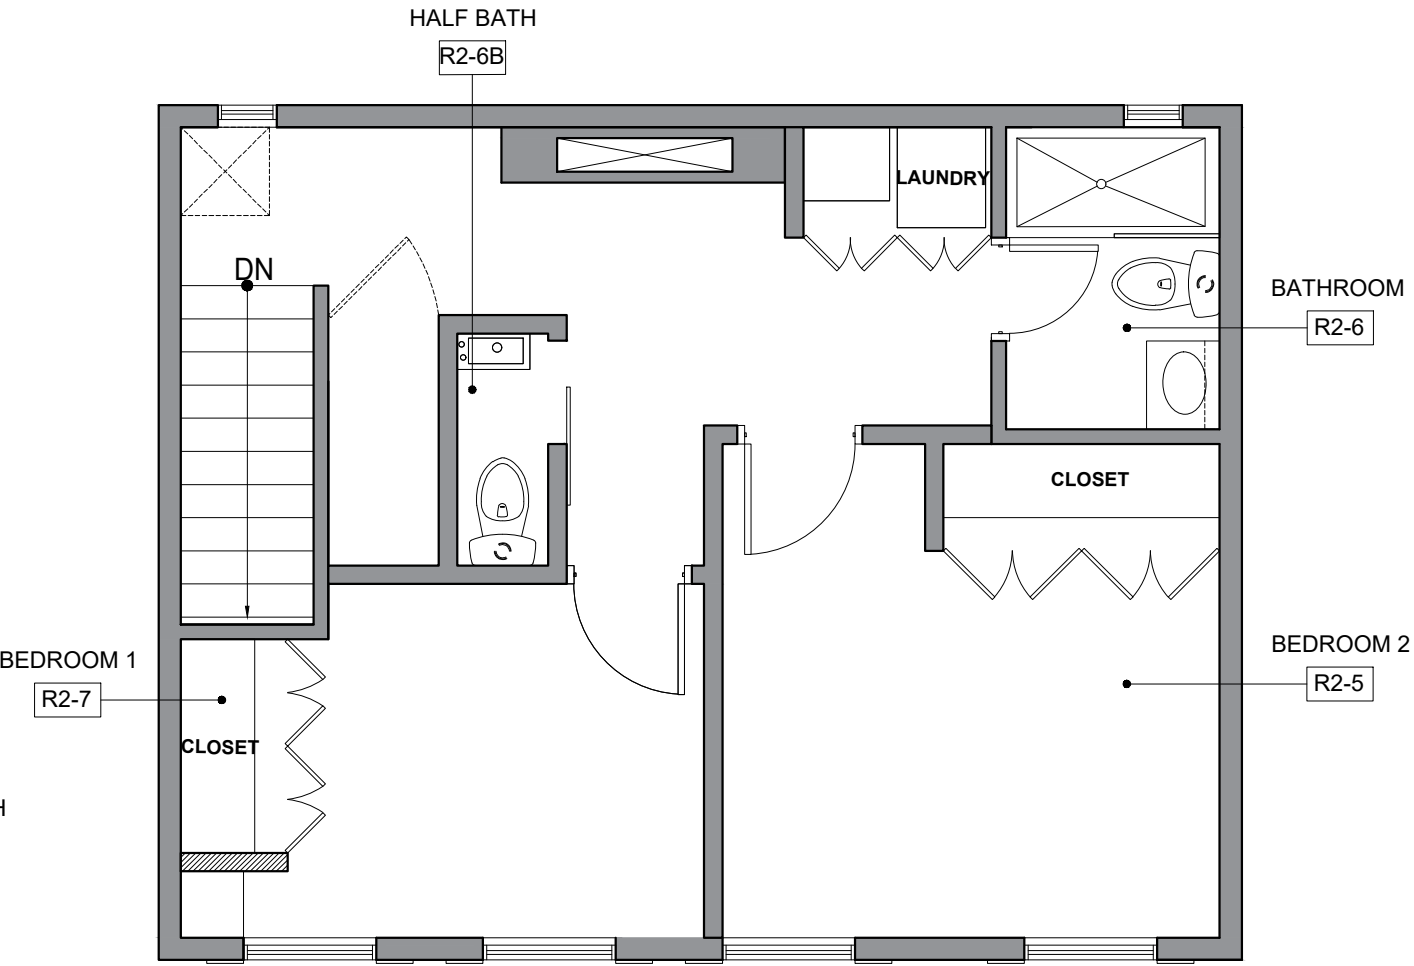 HALF BATH
R2-6B
LAUNDRY
DN
BATHROOM
R2-6
CLOSET
BEDROOM 2
R2-5
BEDROOM 1
R2-7
CLOSET
H